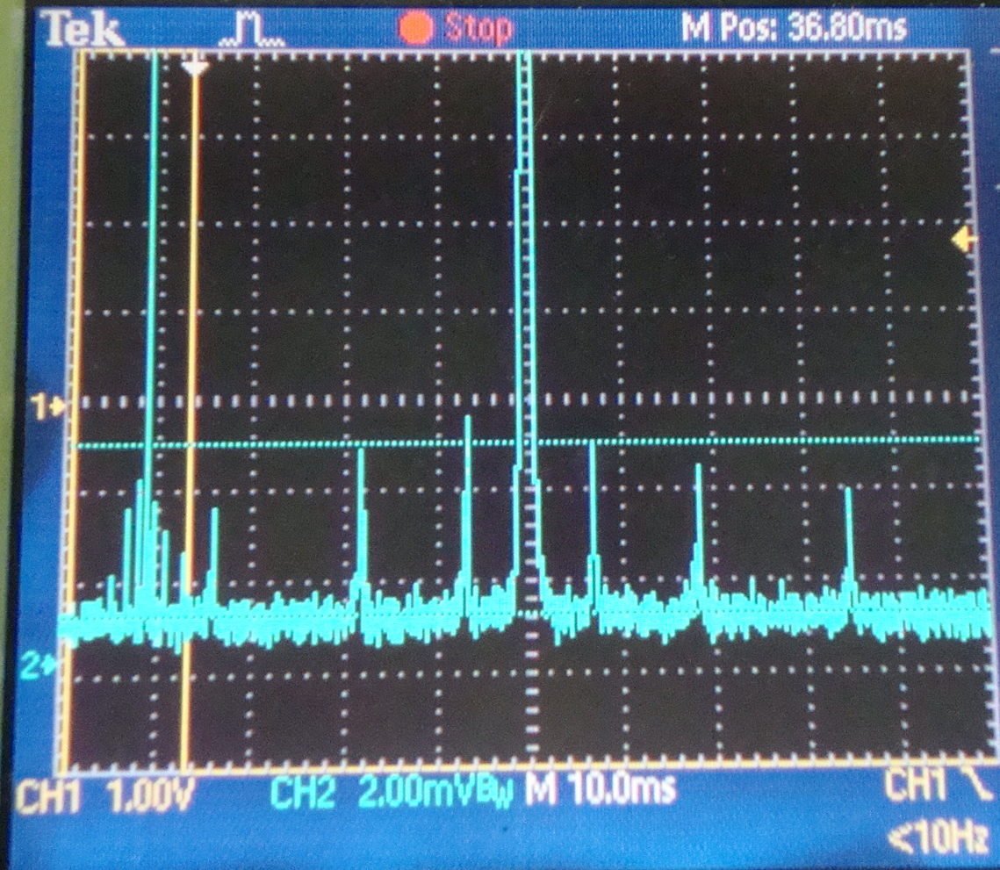 Tek Stop M Pos: 36.80ms
1
2
CH1 1.00V CH2 2.00mVBW M 10.0ms CH1
<10Hz